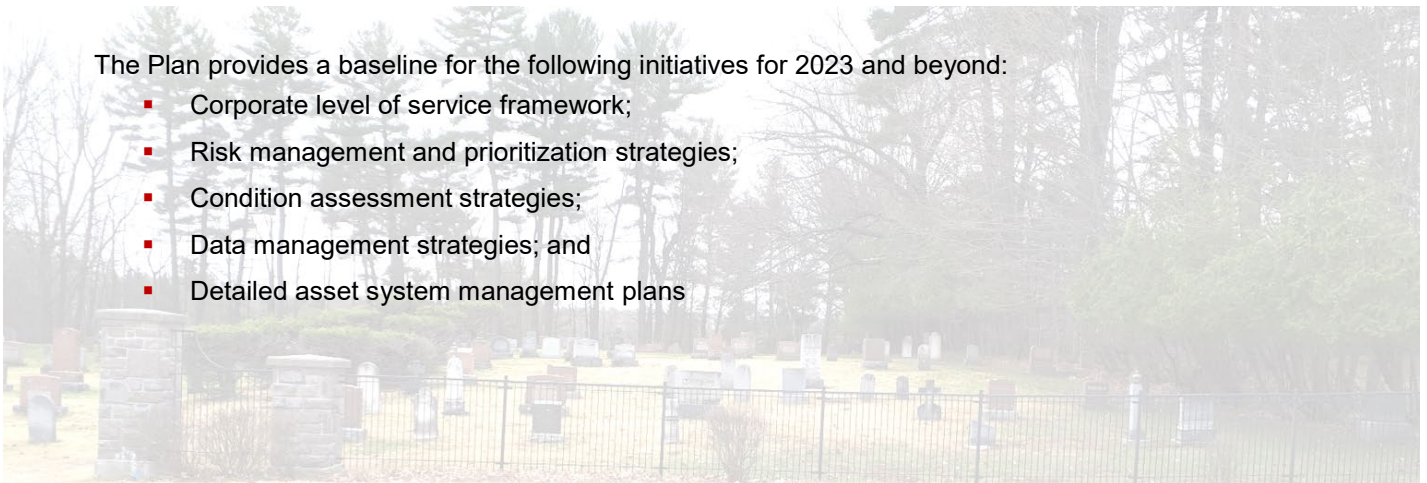 The Plan provides a baseline for the following initiatives for 2023 and beyond:
▪ Corporate level of service framework;
▪ Risk management and prioritization strategies;
▪ Condition assessment strategies;
▪ Data management strategies; and
▪ Detailed asset system management plans